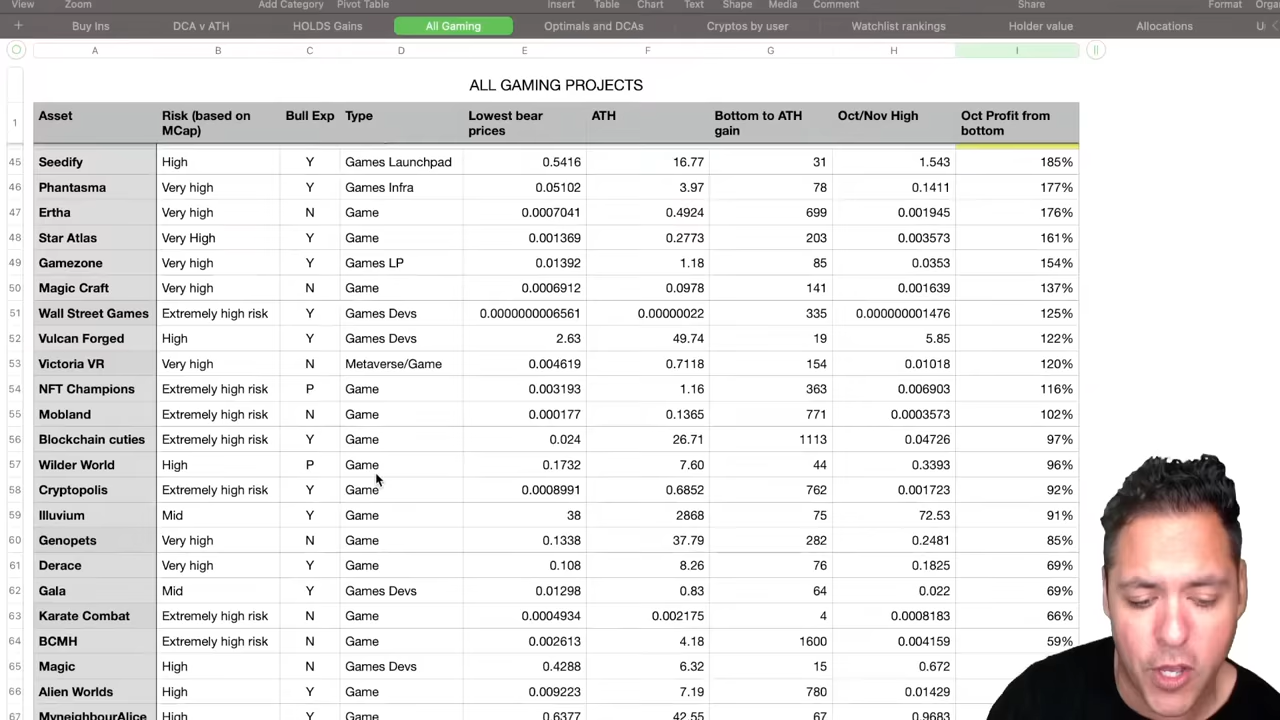 View Zoom Add Category Pivot Table Insert Table Chart Text Shape Media Comment Share Format
+ Buy Ins DCA v ATH HOLDS Gains All Gaming Optimals and DCAs Cryptos by user Watchlist rankings Holder value Allocations
A B C D E F G H I
ALL GAMING PROJECTS
1 Asset Risk (based on MCap) Bull Exp Type Lowest bear prices ATH Bottom to ATH gain Oct/Nov High Oct Profit from bottom
45 Seedify High Y Games Launchpad 0.5416 16.77 31 1.543 185%
46 Phantasma Very high Y Games Infra 0.05102 3.97 78 0.1411 177%
47 Ertha Very high N Game 0.0007041 0.4924 699 0.001945 176%
48 Star Atlas Very High Y Game 0.001369 0.2773 203 0.003573 161%
49 Gamezone Very high Y Games LP 0.01392 1.18 85 0.0353 154%
50 Magic Craft Very high N Game 0.0006912 0.0978 141 0.001639 137%
51 Wall Street Games Extremely high risk Y Games Devs 0.0000000006561 0.00000022 335 0.000000001476 125%
52 Vulcan Forged High Y Games Devs 2.63 49.74 19 5.85 122%
53 Victoria VR Very high N Metaverse/Game 0.004619 0.7118 154 0.01018 120%
54 NFT Champions Extremely high risk P Game 0.003193 1.16 363 0.006903 116%
55 Mobland Extremely high risk N Game 0.000177 0.1365 771 0.0003573 102%
56 Blockchain cuties Extremely high risk Y Game 0.024 26.71 1113 0.04726 97%
57 Wilder World High P Game 0.1732 7.60 44 0.3393 96%
58 Cryptopolis Extremely high risk Y Game 0.0008991 0.6852 762 0.001723 92%
59 Illuvium Mid Y Game 38 2868 75 72.53 91%
60 Genopets Very high N Game 0.1338 37.79 282 0.2481 85%
61 Derace Very high Y Game 0.108 8.26 76 0.1825 69%
62 Gala Mid Y Games Devs 0.01298 0.83 64 0.022 69%
63 Karate Combat Extremely high risk N Game 0.0004934 0.002175 4 0.0008183 66%
64 BCMH Extremely high risk N Game 0.002613 4.18 1600 0.004159 59%
65 Magic High N Games Devs 0.4288 6.32 15 0.672
66 Alien Worlds High Y Game 0.009223 7.19 780 0.01429
67 MyneighbourAlice High Y Game 0.6377 42.55 67 0.9683